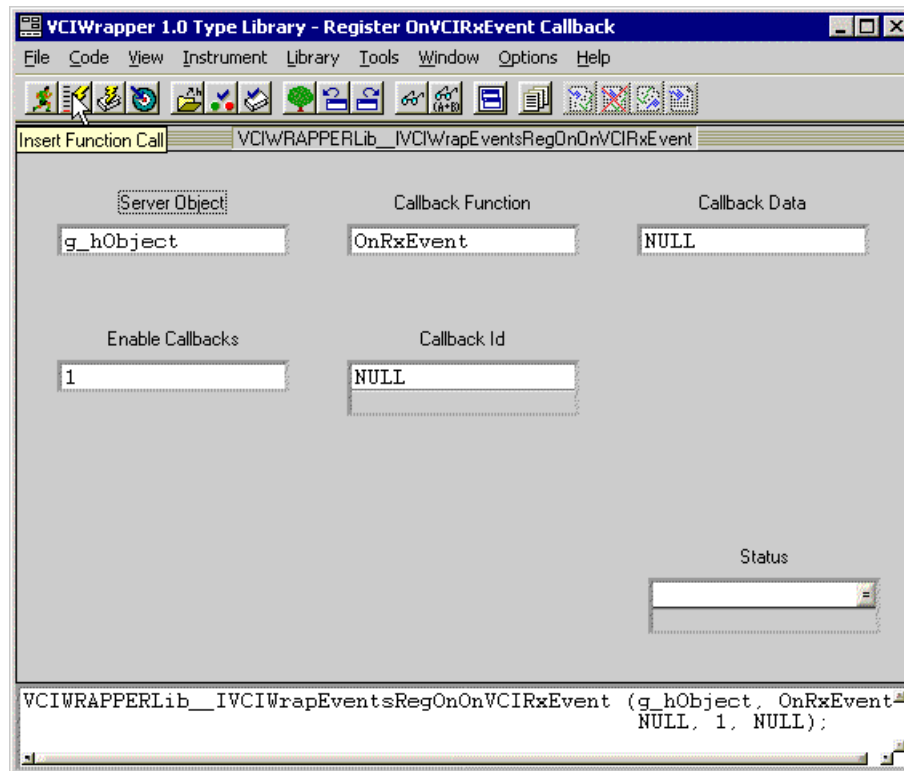 VCIWrapper 1.0 Type Library - Register OnVCIRxEvent Callback
File Code View Instrument Library Tools Window Options Help
Insert Function Call
VCIWRAPPERLib__IVCIWrapEventsRegOnOnVCIRxEvent
Server Object Callback Function Callback Data
g_hObject OnRxEvent NULL
Enable Callbacks Callback Id
1 NULL
Status
VCIWRAPPERLib__IVCIWrapEventsRegOnOnVCIRxEvent (g_hObject, OnRxEvent
NULL, 1, NULL);